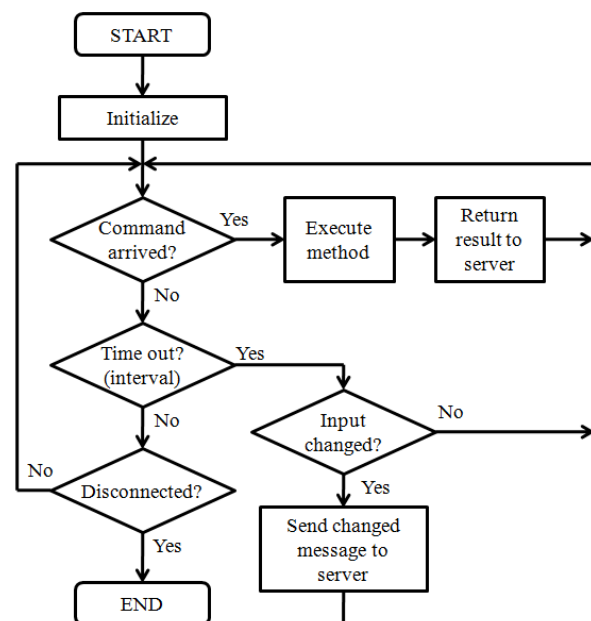 START
Initialize
Command
arrived?
Yes
Execute
method
Return
result to
server
No
Time out?
(interval)
Yes
No
Input
changed?
No
No
Disconnected?
Yes
Send changed
message to
server
Yes
END